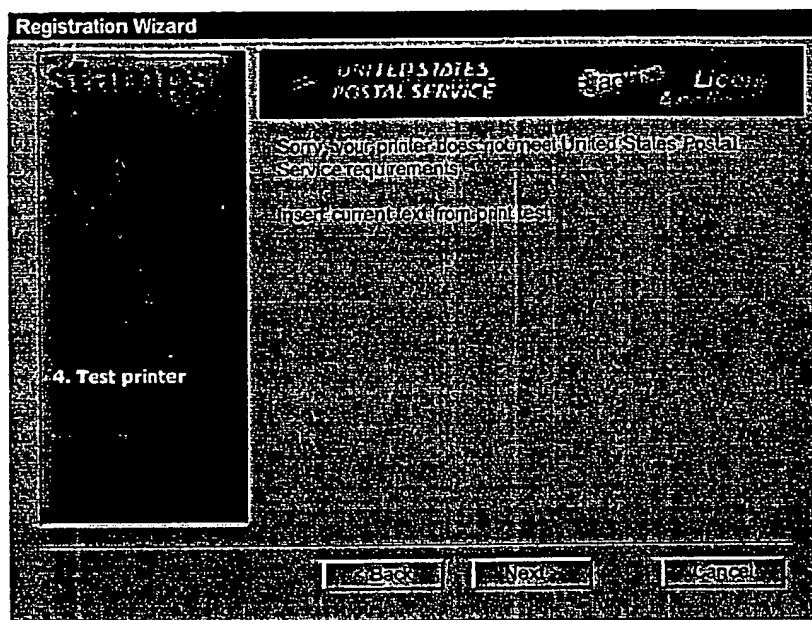 Registration Wizard
Stamps
UNITED STATES
POSTAL SERVICE
Sorry, your printer does not meet United States Postal
Service requirements
Insert current text from print test
4. Test printer
< Back
Next >
Cancel